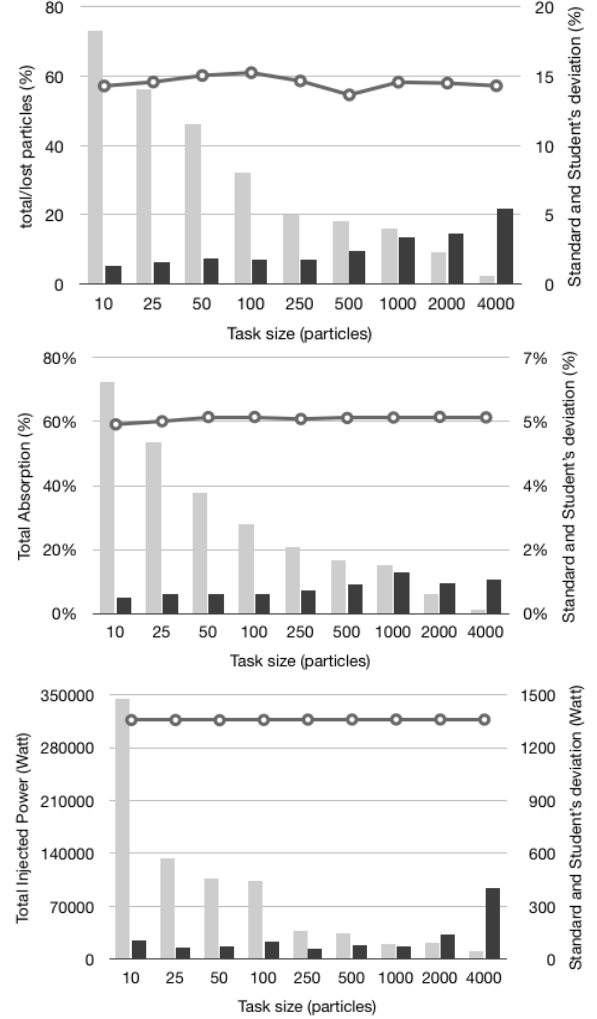 80
60
40
20
0
total/lost particles (%)
20
15
10
5
0
Standard and Student's deviation (%)
10 25 50 100 250 500 1000 2000 4000
Task size (particles)
80%
60%
40%
20%
0%
Total Absorption (%)
7%
5%
4%
2%
0%
Standard and Student's deviation (%)
10 25 50 100 250 500 1000 2000 4000
Task size (particles)
350000
280000
210000
140000
70000
0
Total Injected Power (Watt)
1500
1200
900
600
300
0
Standard and Student's deviation (Watt)
10 25 50 100 250 500 1000 2000 4000
Task size (particles)